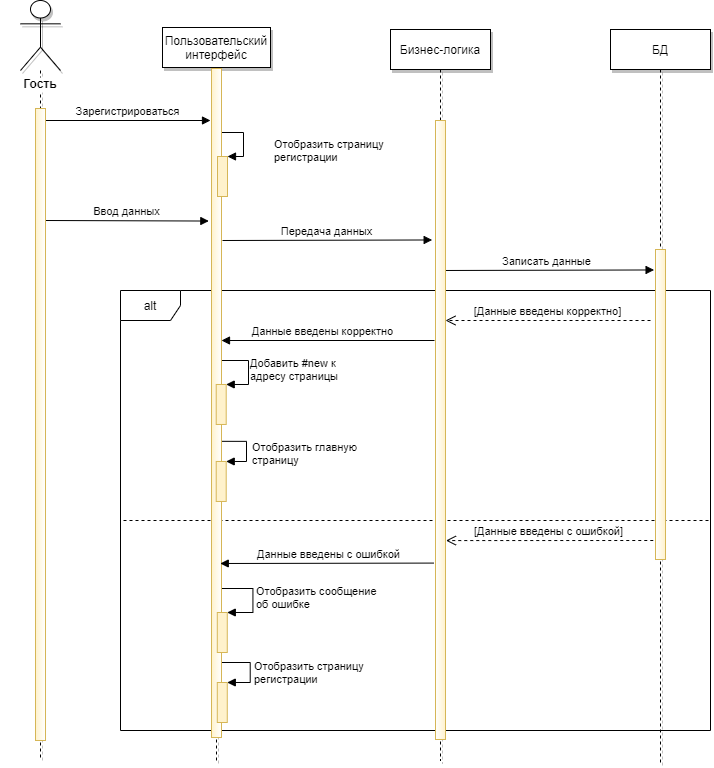 Гость
Пользовательский
интерфейс
Бизнес-логика
БД
Зарегистрироваться
Отобразить страницу
регистрации
Ввод данных
Передача данных
Записать данные
alt
[Данные введены корректно]
Данные введены корректно
Добавить #new к
адресу страницы
Отобразить главную
страницу
[Данные введены с ошибкой]
Данные введены с ошибкой
Отобразить сообщение
об ошибке
Отобразить страницу
регистрации